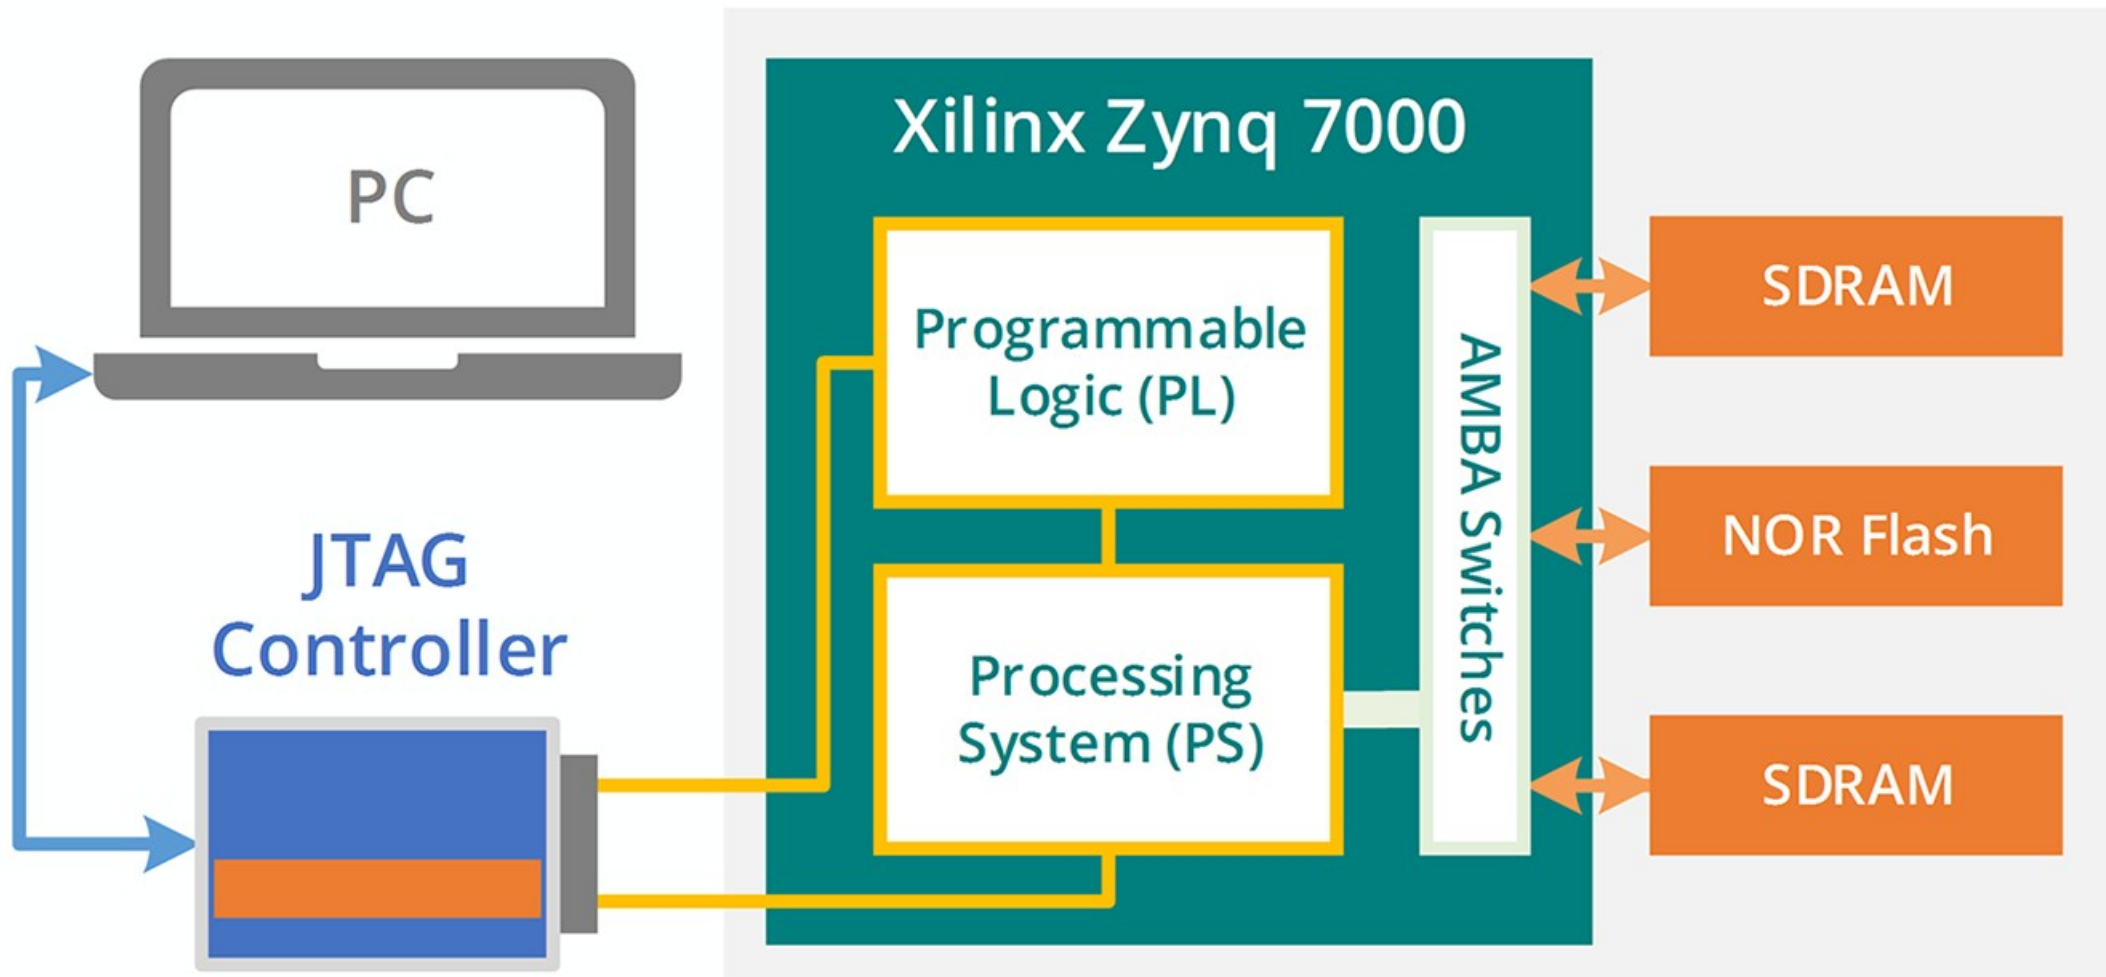 PC
JTAG
Controller
Xilinx Zynq 7000
Programmable
Logic (PL)
Processing
System (PS)
AMBA Switches
SDRAM
NOR Flash
SDRAM